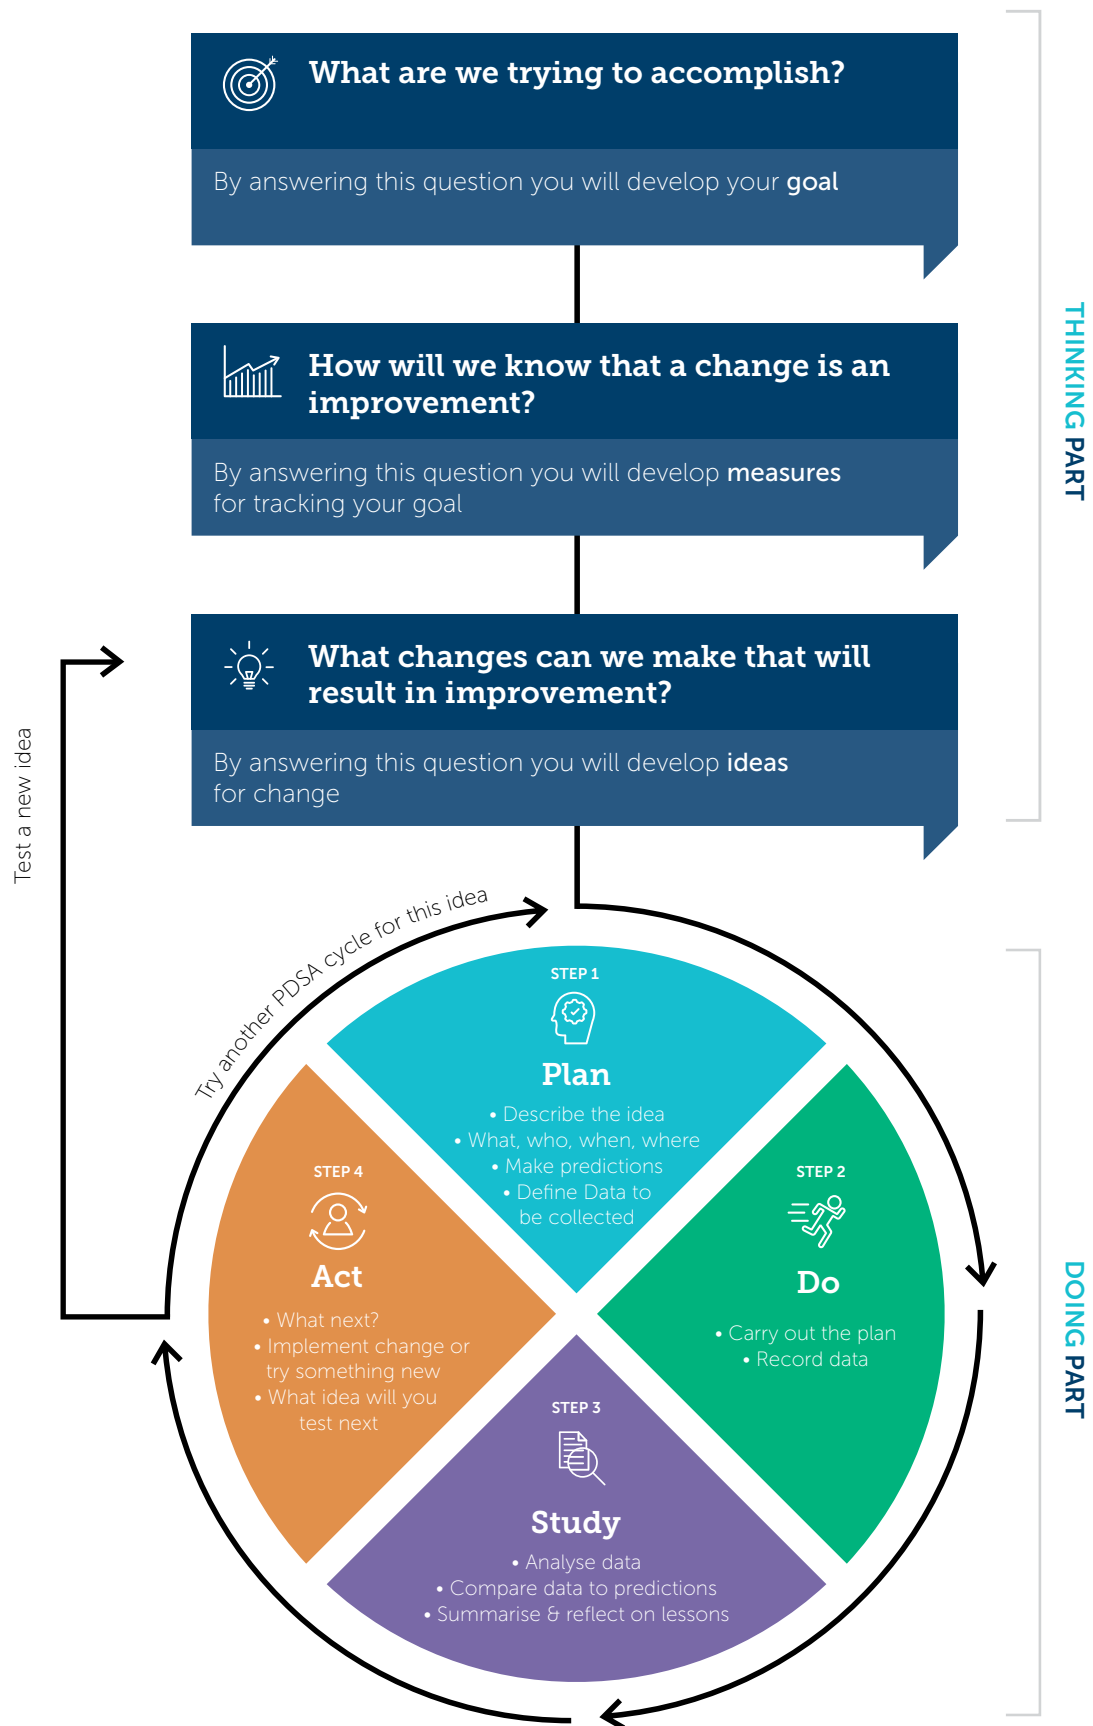 What are we trying to accomplish?
By answering this question you will develop your goal
How will we know that a change is an
improvement?
By answering this question you will develop measures
for tracking your goal
What changes can we make that will
result in improvement?
By answering this question you will develop ideas
for change
THINKING PART
Test a new idea
Try another PDSA cycle for this idea
STEP 1
Plan
• Describe the idea
• What, who, when, where
• Make predictions
• Define Data to
be collected
STEP 2
Do
• Carry out the plan
• Record data
STEP 3
Study
• Analyse data
• Compare data to predictions
• Summarise & reflect on lessons
STEP 4
Act
• What next?
• Implement change or
try something new
• What idea will you
test next
DOING PART